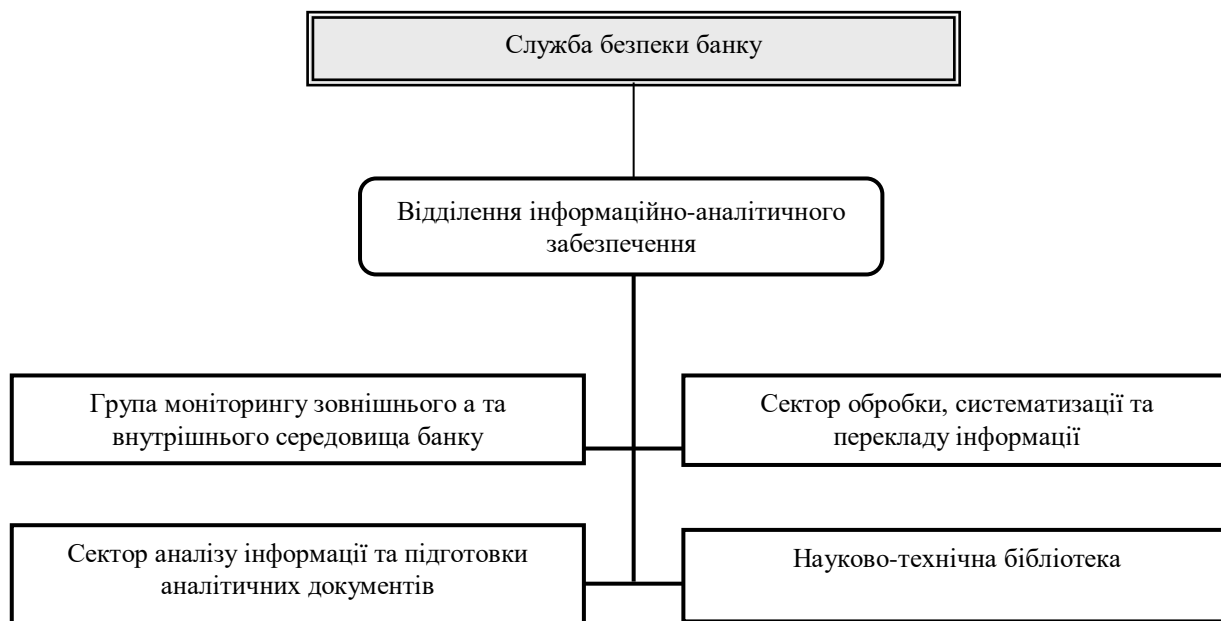 Служба безпеки банку
Відділення інформаційно-аналітичного
забезпечення
Група моніторингу зовнішнього а та
внутрішнього середовища банку
Сектор обробки, систематизації та
перекладу інформації
Сектор аналізу інформації та підготовки
аналітичних документів
Науково-технічна бібліотека